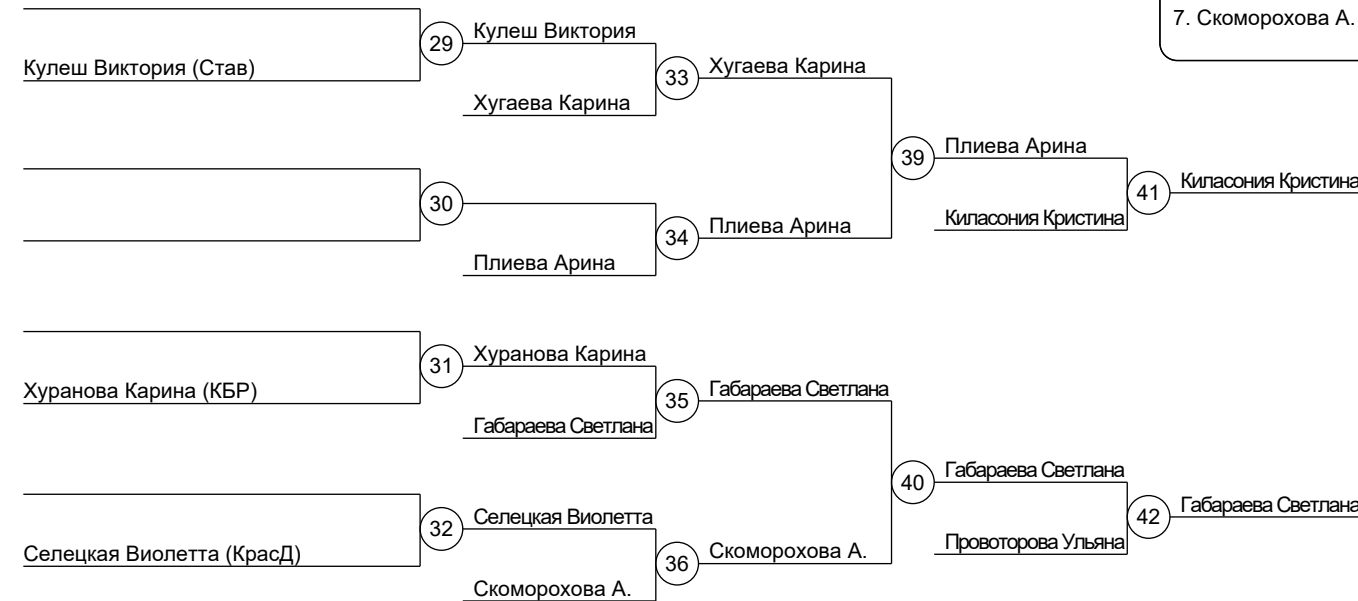 7. Скоморохова А.
29
Кулеш Виктория
Кулеш Виктория (Став)
33
Хугаева Карина
Хугаева Карина
39
Плиева Арина
41
Киласония Кристина
30
34
Плиева Арина
Киласония Кристина
Плиева Арина
31
Хуранова Карина
Хуранова Карина (КБР)
35
Габараева Светлана
Габараева Светлана
40
Габараева Светлана
42
Габараева Светлана
32
Селецкая Виолетта
Провоторова Ульяна
Селецкая Виолетта (КрасД)
36
Скоморохова А.
Скоморохова А.